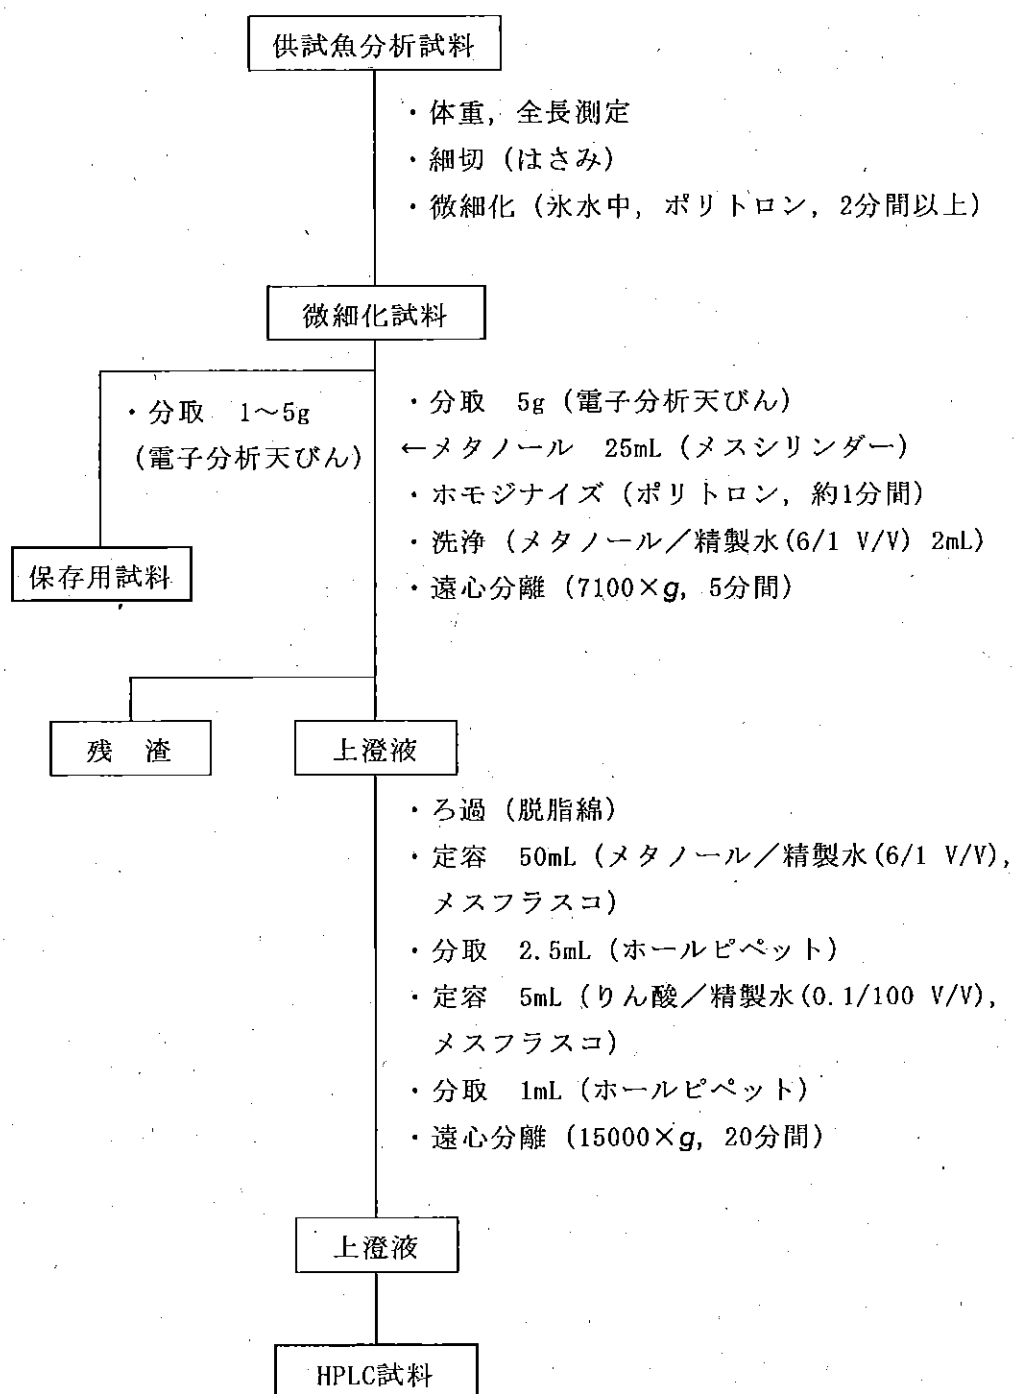 供試魚分析試料
・体重，全長測定
・細切 (はさみ)
・微細化 (氷水中，ポリトロン，2分間以上)
微細化試料
・分取 1～5g
(電子分析天びん)
・分取 5g (電子分析天びん)
←メタノール 25mL (メスシリンダー)
・ホモジナイズ (ポリトロン，約1分間)
・洗浄 (メタノール／精製水(6/1 V/V) 2mL)
・遠心分離 (7100×g, 5分間)
保存用試料
残 渣
上澄液
・ろ過 (脱脂綿)
・定容 50mL (メタノール／精製水(6/1 V/V),
メスフラスコ)
・分取 2.5mL (ホールピペット)
・定容 5mL (りん酸／精製水(0.1/100 V/V),
メスフラスコ)
・分取 1mL (ホールピペット)
・遠心分離 (15000×g, 20分間)
上澄液
HPLC試料